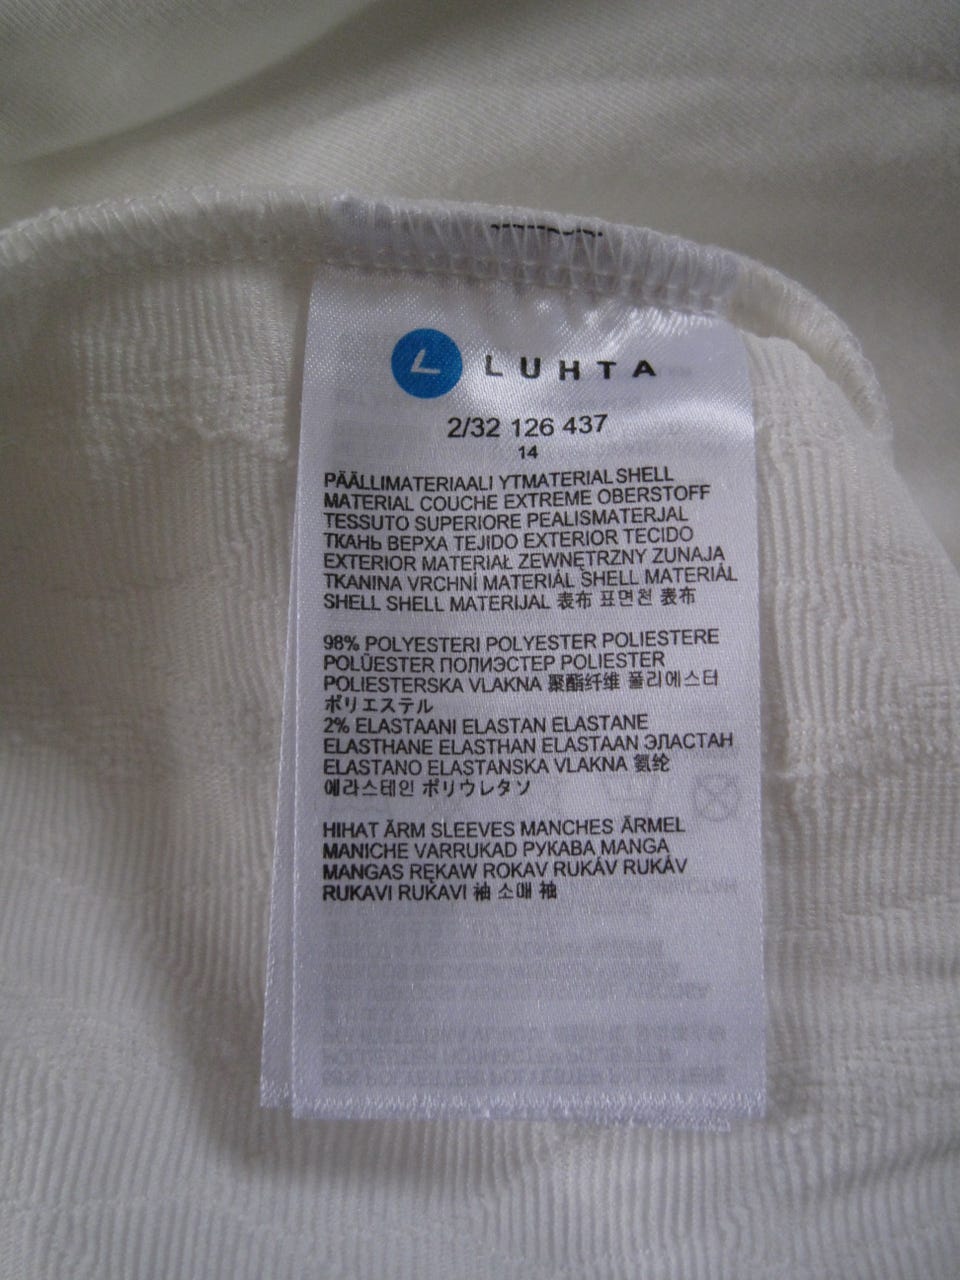 L LUHTA
2/32 126 437
14
PÄÄLLIMATERIAALI YTMATERIAL SHELL
MATERIAL COUCHE EXTREME OBERSTOFF
TESSUTO SUPERIORE PEALISMATERJAL
ТКАНЬ ВЕРХА TEJIDO EXTERIOR TECIDO
EXTERIOR MATERIAŁ ZEWNĘTRZNY ZUNAJA
TKANINA VRCHNÍ MATERIÁL SHELL MATERIÁL
SHELL SHELL MATERIJAL 表布 표면천 表布
98% POLYESTERI POLYESTER POLIESTERE
POLÜESTER ПОЛИЭСТЕР POLIESTER
POLIESTERSKA VLAKNA 聚酯纤维 폴리에스터
ポリエステル
2% ELASTAANI ELASTAN ELASTANE
ELASTHANE ELASTHAN ELASTAAN ЭЛАСТАН
ELASTANO ELASTANSKA VLAKNA 氨纶
에라스테인 ポリウレタソ
HIHAT ÄRM SLEEVES MANCHES ÄRMEL
MANICHE VARRUKAD РУКАВА MANGA
MANGAS RĘKAW ROKAV RUKÁV RUKÁV
RUKAVI RUKAVI 袖 소매 袖